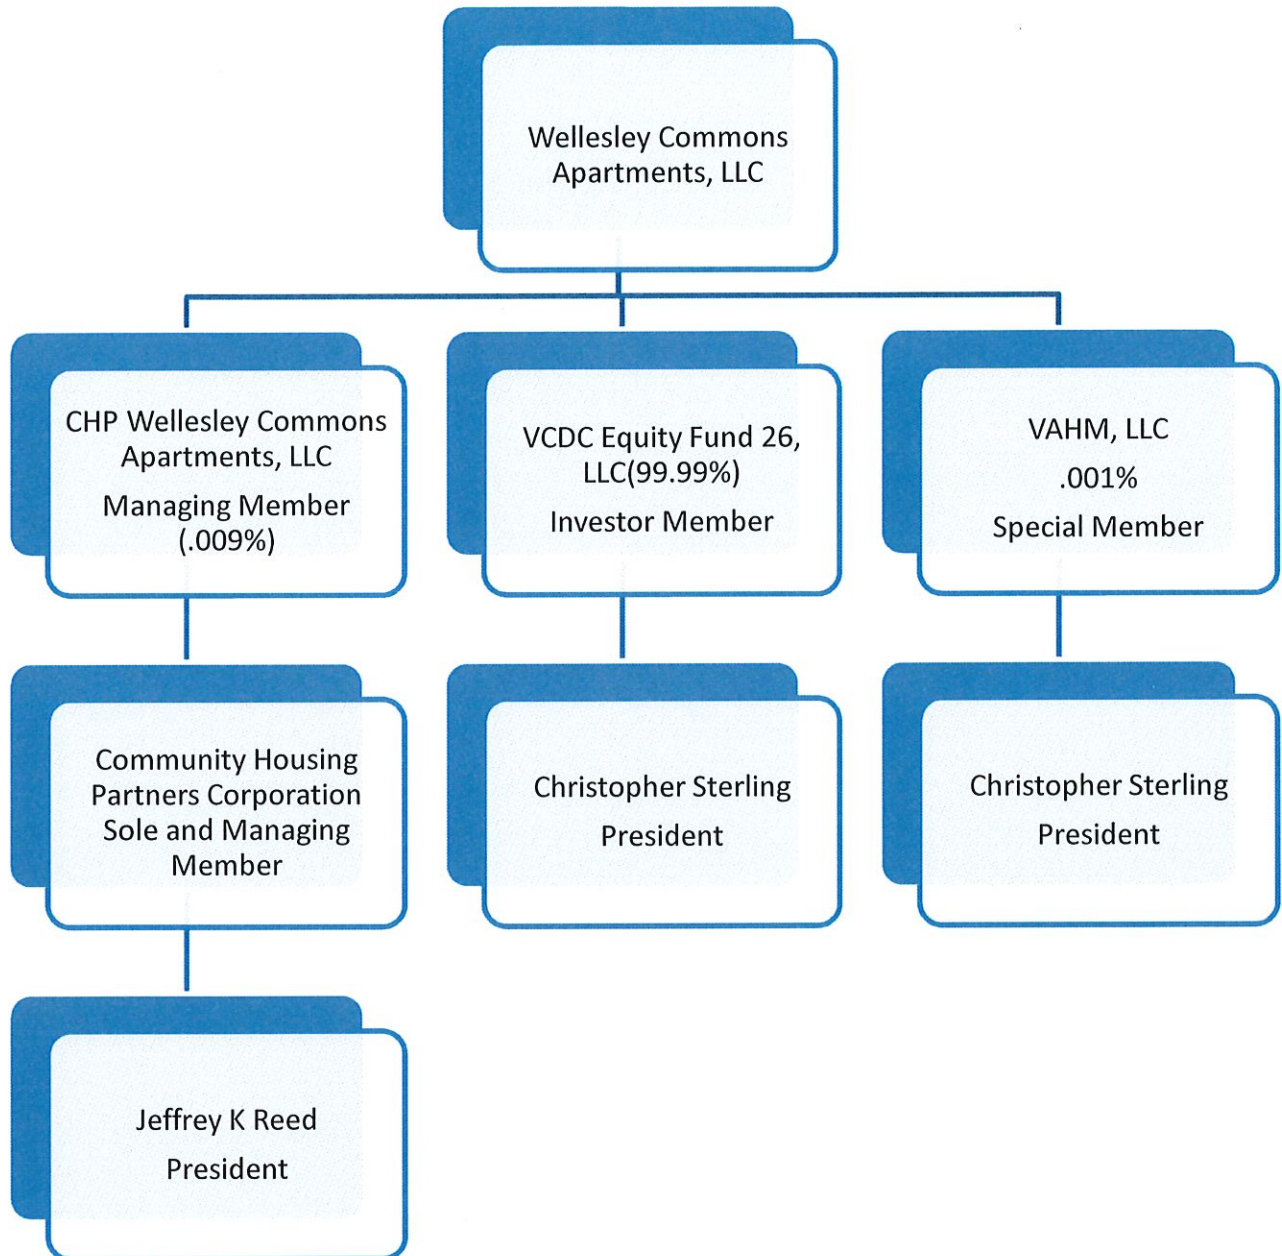 Wellesley Commons
Apartments, LLC
CHP Wellesley Commons
Apartments, LLC
Managing Member
(.009%)
VCDC Equity Fund 26,
LLC(99.99%)
Investor Member
VAHM, LLC
.001%
Special Member
Community Housing
Partners Corporation
Sole and Managing
Member
Christopher Sterling
President
Christopher Sterling
President
Jeffrey K Reed
President